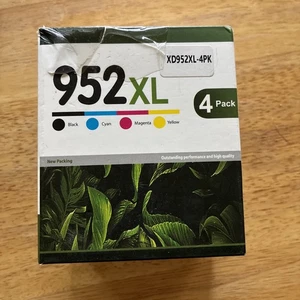 XD952XL-4PK
952XL
4 Pack
Black Cyan Magenta Yellow
New Packing
Outstanding performance and high quality